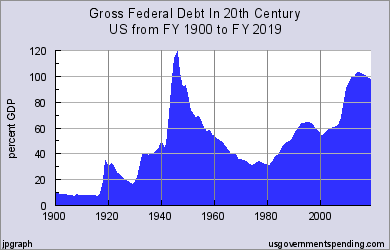 Gross Federal Debt In 20th Century
US from FY 1900 to FY 2019
percent GDP
120
100
80
60
40
20
0
1900 1920 1940 1960 1980 2000
jpgraph usgovernmentspending.com